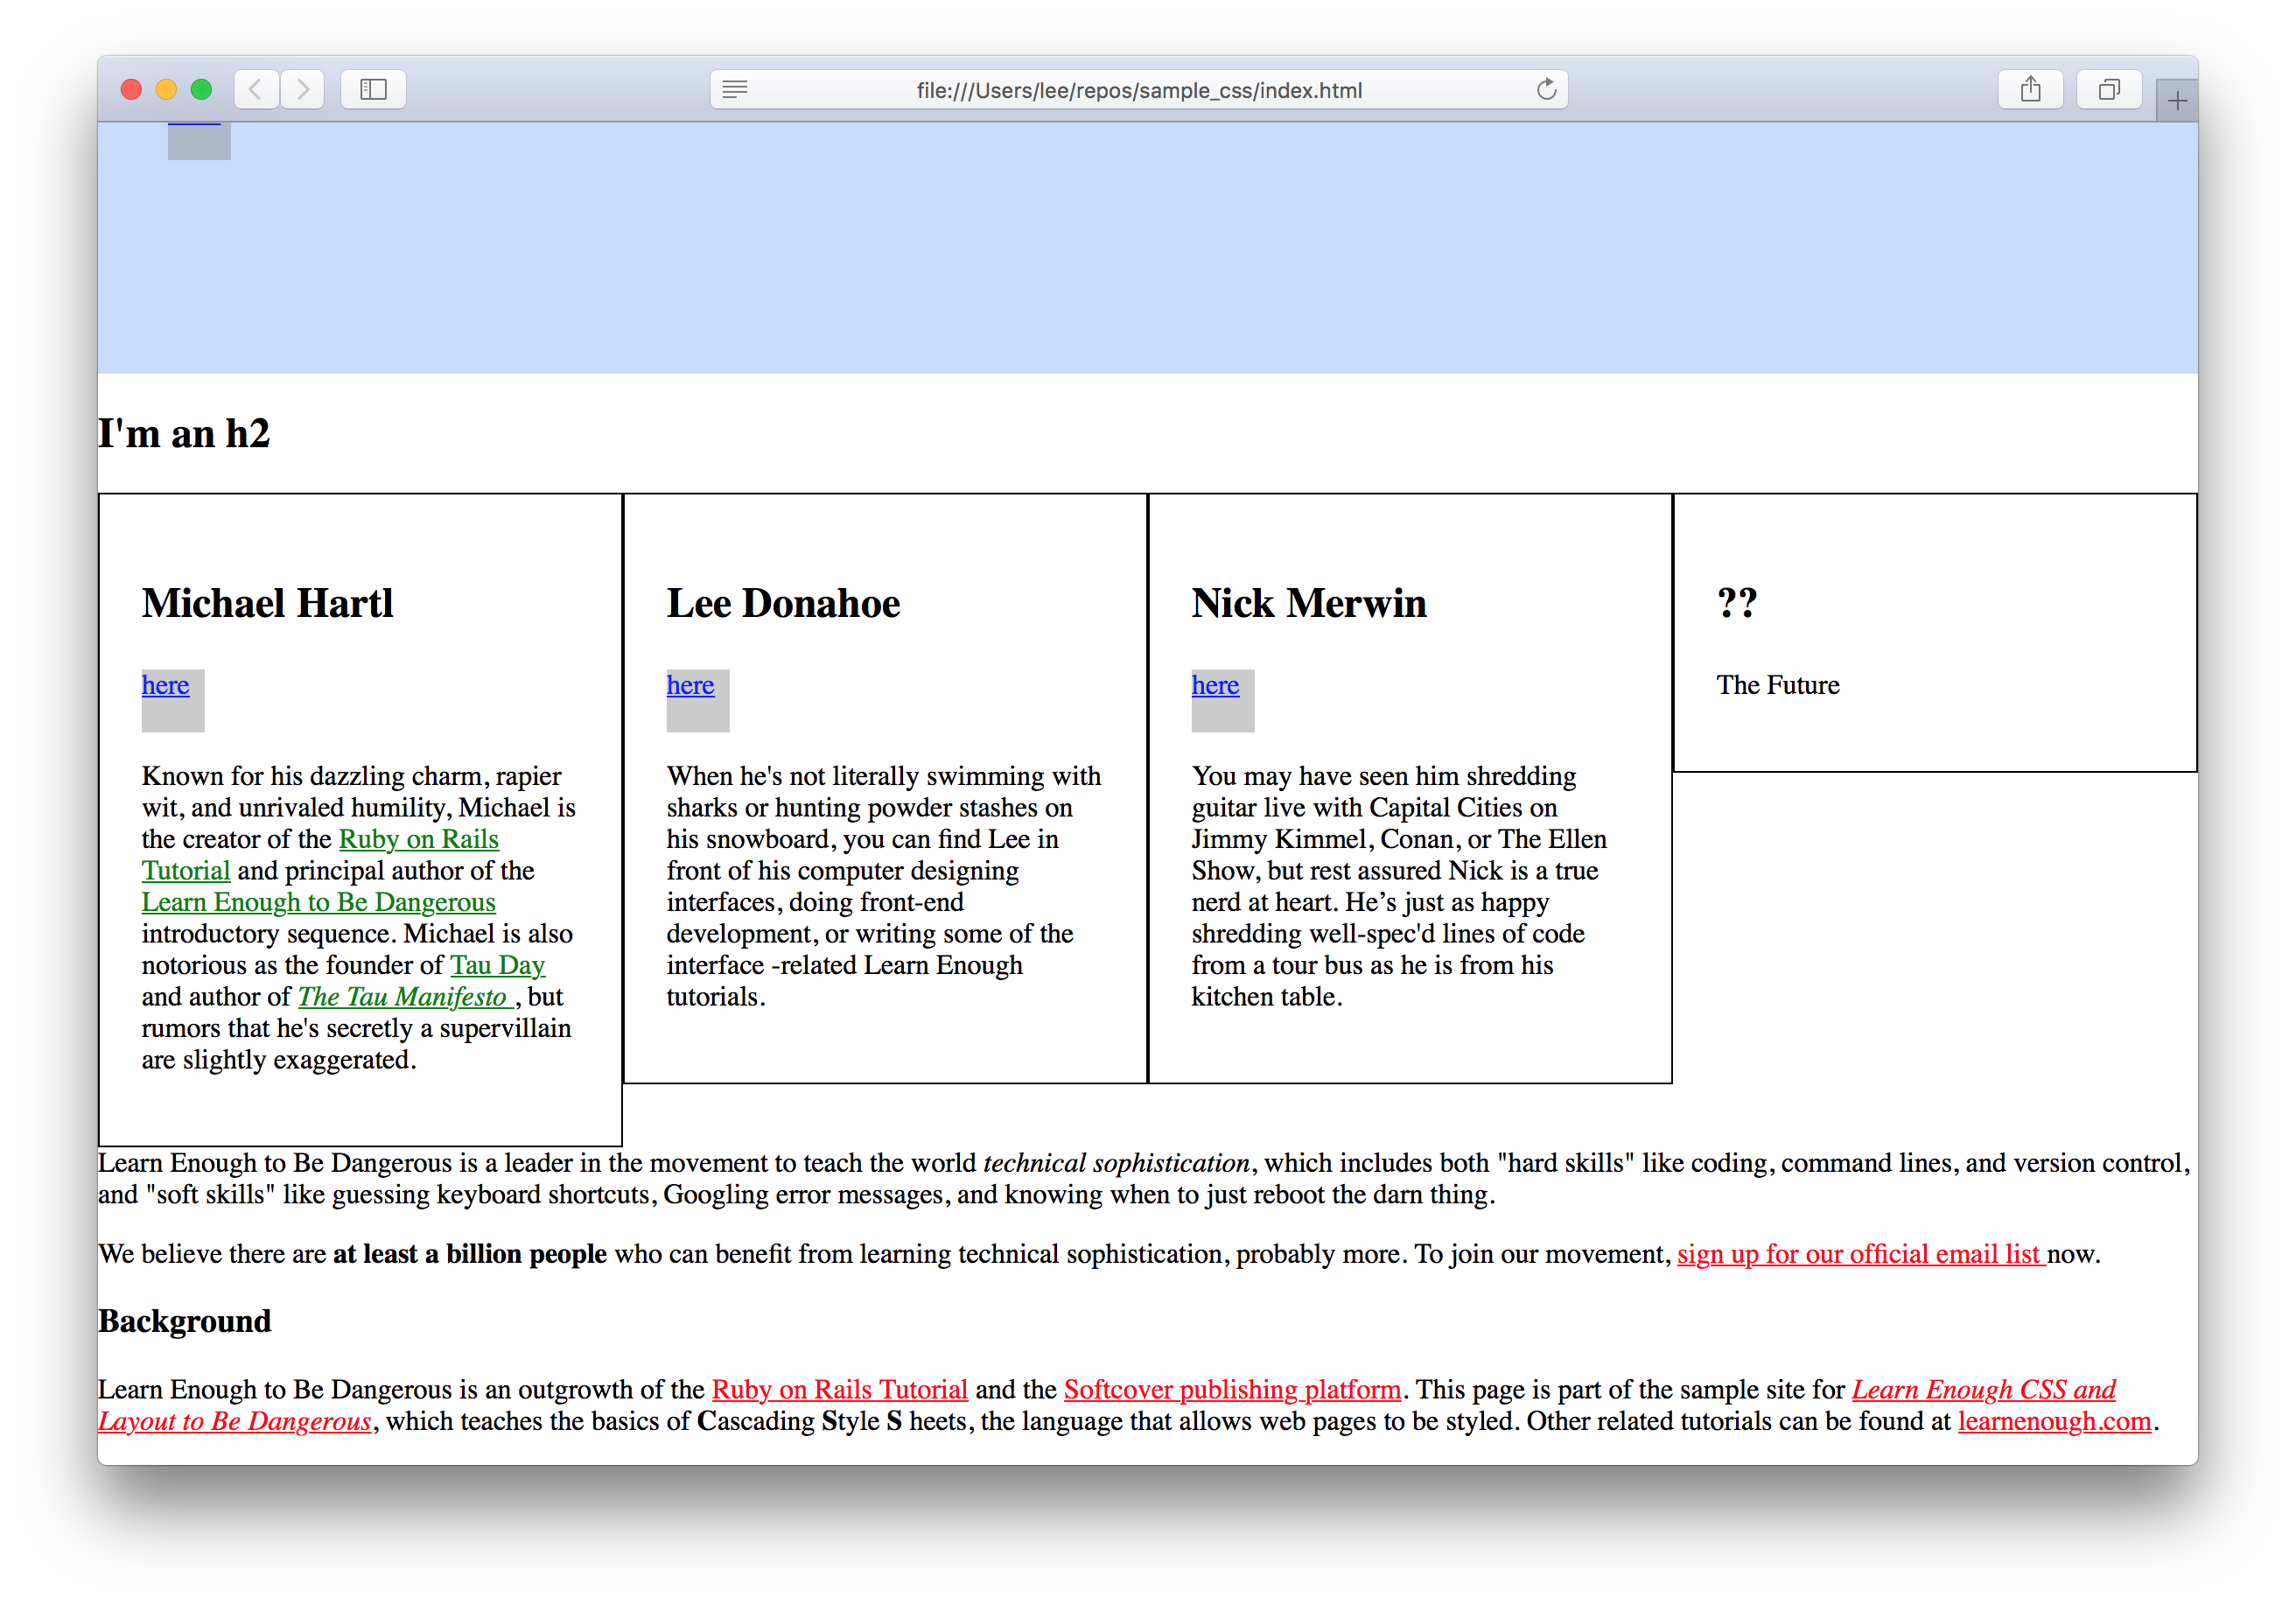 file:///Users/lee/repos/sample_css/index.html
I'm an h2
Michael Hartl
here
Known for his dazzling charm, rapier
wit, and unrivaled humility, Michael is
the creator of the Ruby on Rails
Tutorial and principal author of the
Learn Enough to Be Dangerous
introductory sequence. Michael is also
notorious as the founder of Tau Day
and author of The Tau Manifesto , but
rumors that he's secretly a supervillain
are slightly exaggerated.
Lee Donahoe
here
When he's not literally swimming with
sharks or hunting powder stashes on
his snowboard, you can find Lee in
front of his computer designing
interfaces, doing front-end
development, or writing some of the
interface -related Learn Enough
tutorials.
Nick Merwin
here
You may have seen him shredding
guitar live with Capital Cities on
Jimmy Kimmel, Conan, or The Ellen
Show, but rest assured Nick is a true
nerd at heart. He’s just as happy
shredding well-spec'd lines of code
from a tour bus as he is from his
kitchen table.
??
The Future
Learn Enough to Be Dangerous is a leader in the movement to teach the world technical sophistication, which includes both "hard skills" like coding, command lines, and version control,
and "soft skills" like guessing keyboard shortcuts, Googling error messages, and knowing when to just reboot the darn thing.
We believe there are at least a billion people who can benefit from learning technical sophistication, probably more. To join our movement, sign up for our official email list now.
Background
Learn Enough to Be Dangerous is an outgrowth of the Ruby on Rails Tutorial and the Softcover publishing platform. This page is part of the sample site for Learn Enough CSS and
Layout to Be Dangerous, which teaches the basics of Cascading Style S heets, the language that allows web pages to be styled. Other related tutorials can be found at learnenough.com.